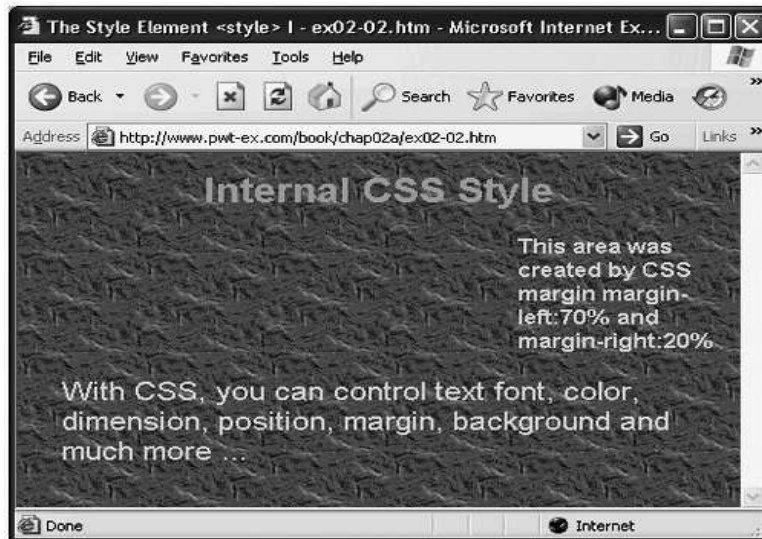 The Style Element <style> I - ex02-02.htm - Microsoft Internet Ex...
File Edit View Favorites Tools Help
Back Search Favorites Media
Address http://www.pwt-ex.com/book/chap02a/ex02-02.htm Go Links
Internal CSS Style
This area was
created by CSS
margin margin-
left:70% and
margin-right:20%
With CSS, you can control text font, color,
dimension, position, margin, background and
much more ...
Done Internet